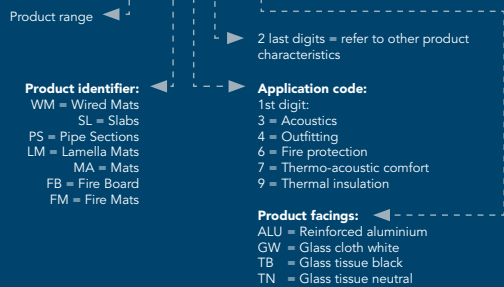 Product range
2 last digits = refer to other product
characteristics
Product identifier:
WM = Wired Mats
SL = Slabs
PS = Pipe Sections
LM = Lamella Mats
MA = Mats
FB = Fire Board
FM = Fire Mats
Application code:
1st digit:
3 = Acoustics
4 = Outfitting
6 = Fire protection
7 = Thermo-acoustic comfort
9 = Thermal insulation
Product facings:
ALU = Reinforced aluminium
GW = Glass cloth white
TB = Glass tissue black
TN = Glass tissue neutral